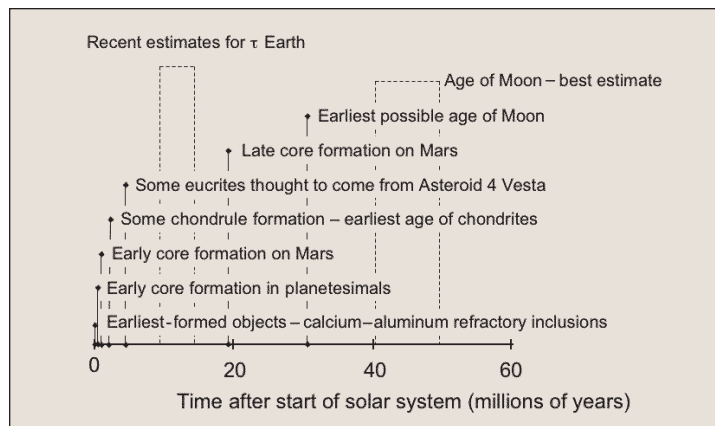 Recent estimates for τ Earth
Age of Moon – best estimate
Earliest possible age of Moon
Late core formation on Mars
Some eucrites thought to come from Asteroid 4 Vesta
Some chondrule formation – earliest age of chondrites
Early core formation on Mars
Early core formation in planetesimals
Earliest-formed objects – calcium–aluminum refractory inclusions
0 20 40 60
Time after start of solar system (millions of years)